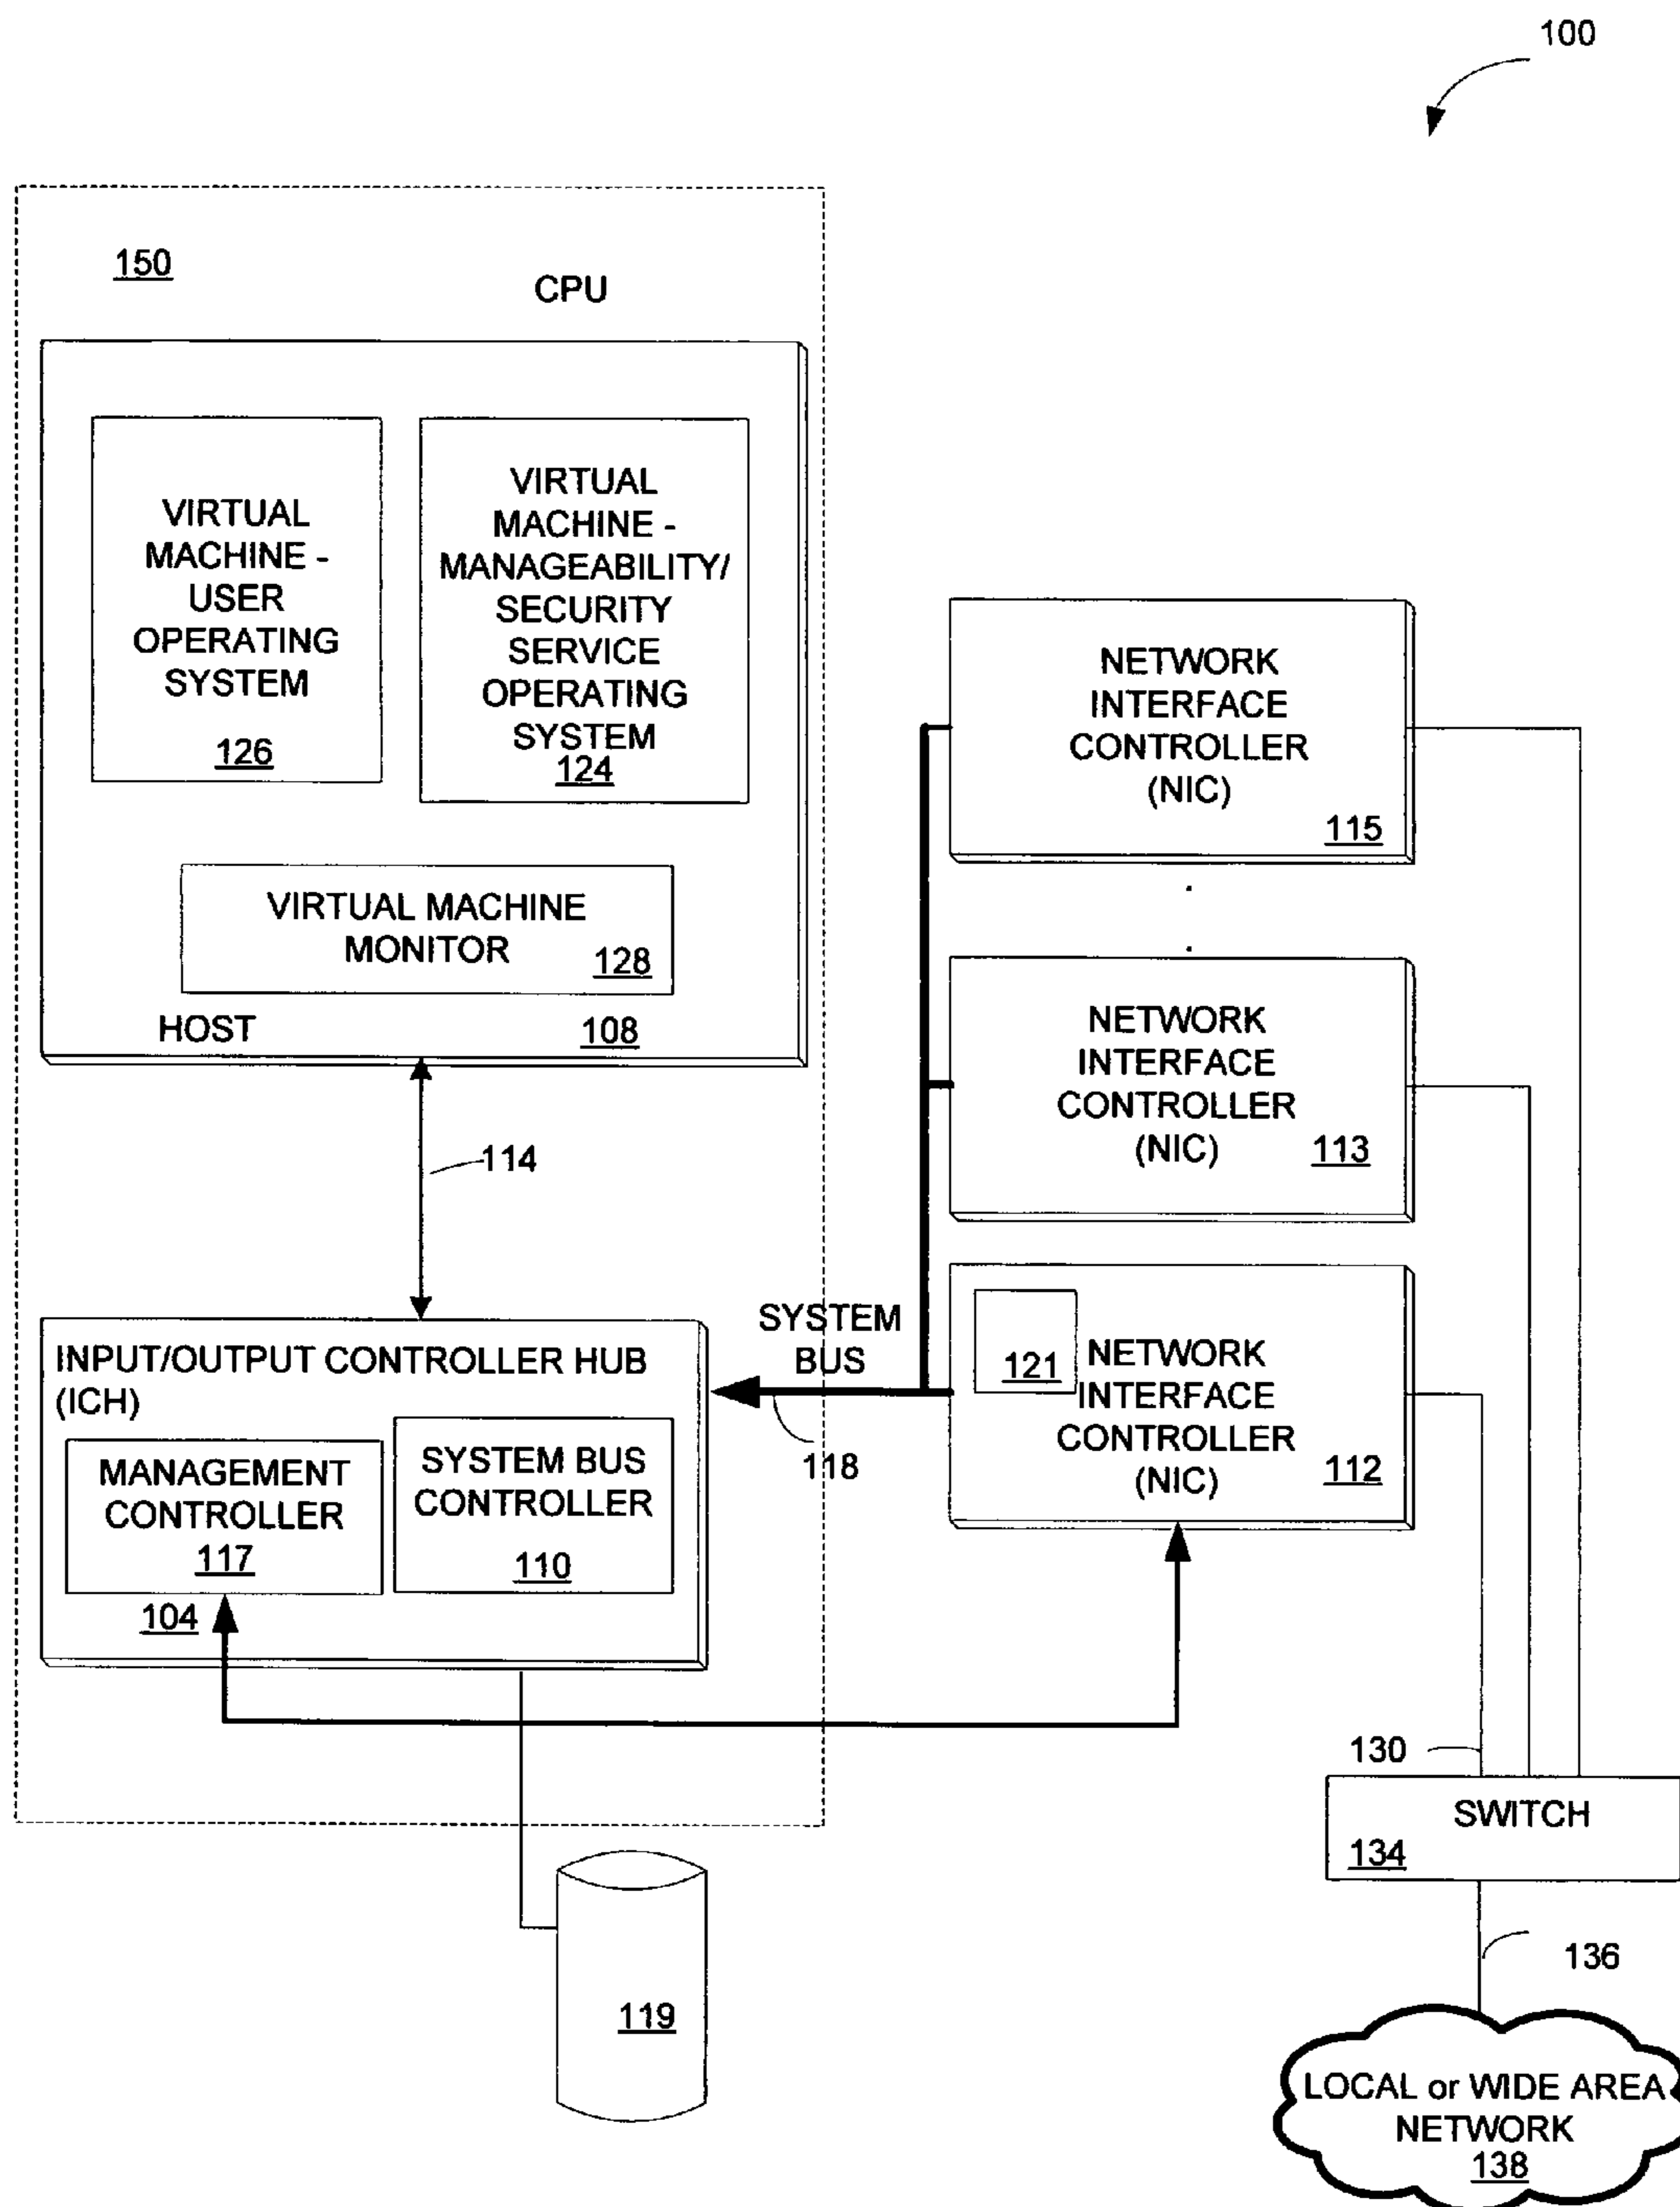 100
150
CPU
VIRTUAL
MACHINE -
USER
OPERATING
SYSTEM
126
VIRTUAL
MACHINE -
MANAGEABILITY/
SECURITY
SERVICE
OPERATING
SYSTEM
124
VIRTUAL MACHINE
MONITOR
128
HOST
108
114
NETWORK
INTERFACE
CONTROLLER
(NIC)
115
NETWORK
INTERFACE
CONTROLLER
(NIC)
113
SYSTEM
BUS
118
121
NETWORK
INTERFACE
CONTROLLER
(NIC)
112
INPUT/OUTPUT CONTROLLER HUB
(ICH)
MANAGEMENT
CONTROLLER
117
SYSTEM BUS
CONTROLLER
110
104
130
SWITCH
134
136
119
LOCAL or WIDE AREA
NETWORK
138